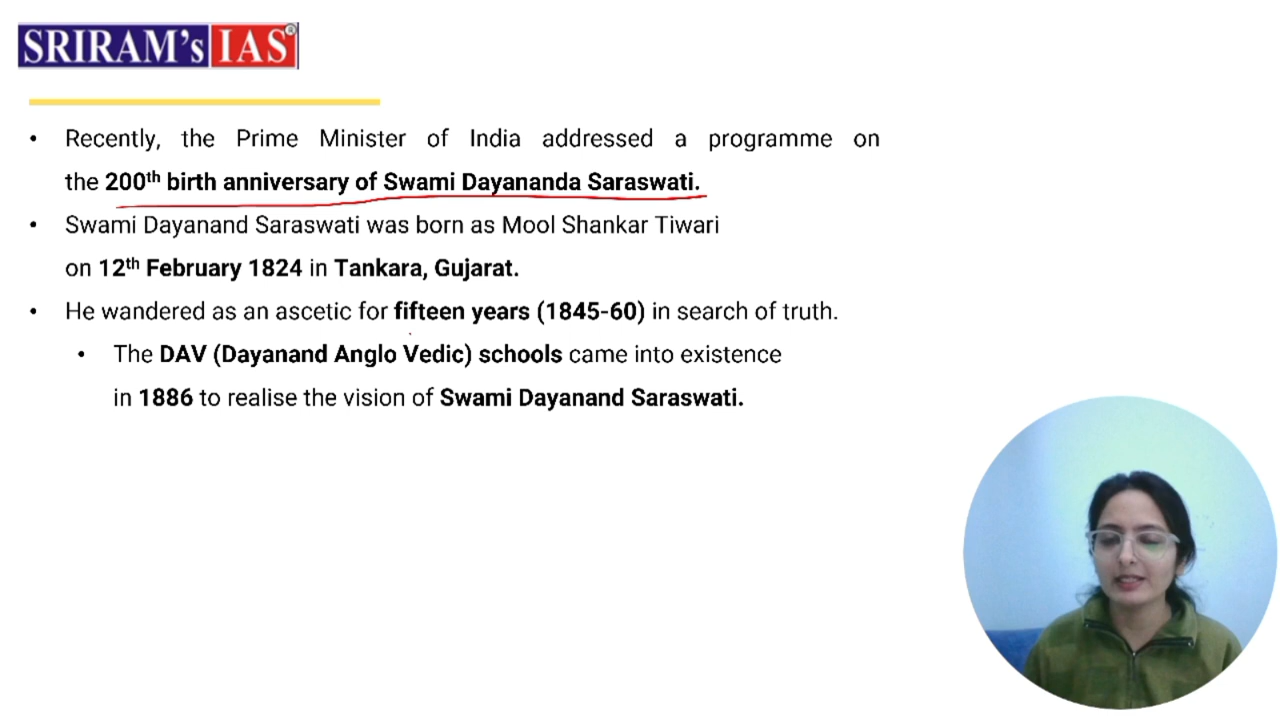 SRIRAM's IAS®
• Recently, the Prime Minister of India addressed a programme on
the 200th birth anniversary of Swami Dayananda Saraswati.
• Swami Dayanand Saraswati was born as Mool Shankar Tiwari
on 12th February 1824 in Tankara, Gujarat.
• He wandered as an ascetic for fifteen years (1845-60) in search of truth.
• The DAV (Dayanand Anglo Vedic) schools came into existence
in 1886 to realise the vision of Swami Dayanand Saraswati.